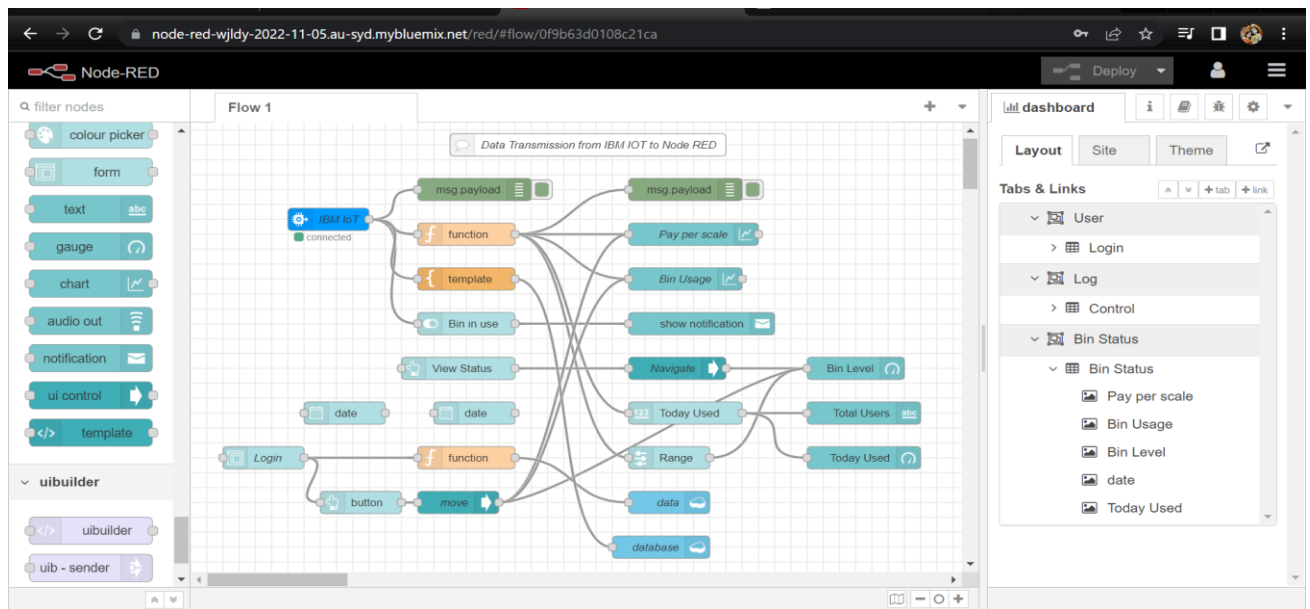 node-red-wjldy-2022-11-05.au-syd.mybluemix.net/red/#flow/0f9b63d0108c21ca
Node-RED
Deploy
filter nodes
colour picker
form
text
abc
gauge
chart
audio out
notification
ui control
</> template
uibuilder
</> uibuilder
uib - sender
Flow 1
Data Transmission from IBM IOT to Node RED
msg.payload
msg.payload
IBM IoT
connected
f function
Pay per scale
{ template
Bin Usage
Bin in use
show notification
View Status
Navigate
Bin Level
date
date
123 Today Used
Total Users abc
Login
f function
Range
Today Used
button
move
data
database
dashboard
i
Layout
Site
Theme
Tabs & Links
+ tab
+ link
User
Login
Log
Control
Bin Status
Bin Status
Pay per scale
Bin Usage
Bin Level
date
Today Used